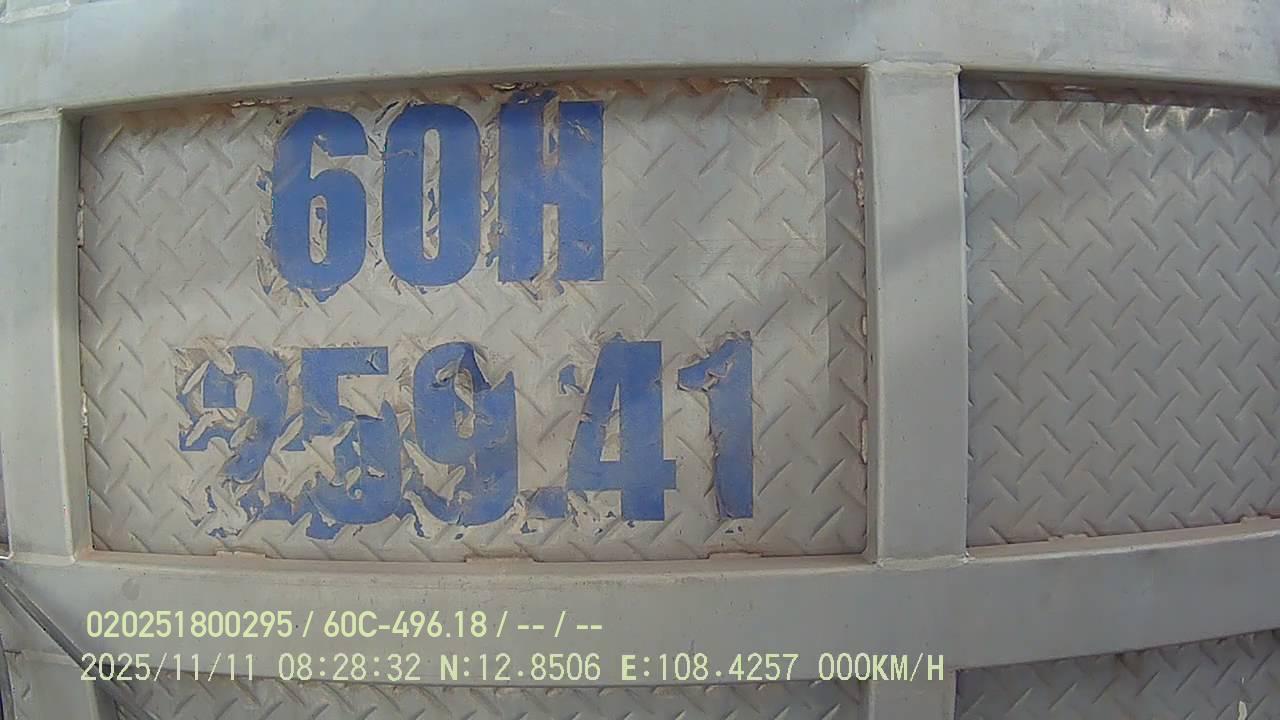 60H
259.41
020251800295 / 60C-496.18 / -- / --
2025/11/11 08:28:32 N:12.8506 E:108.4257 000KM/H